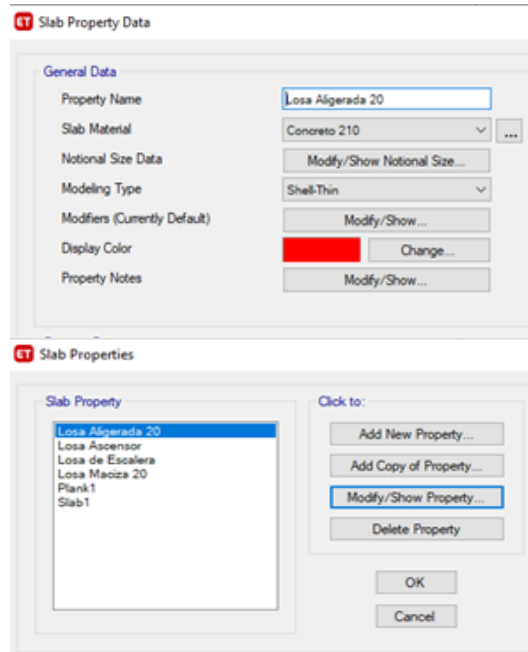 ET Slab Property Data
General Data
Property Name Losa Aligerada 20
Slab Material Concreto 210 ...
Notional Size Data Modify/Show Notional Size...
Modeling Type Shell-Thin
Modifiers (Currently Default) Modify/Show...
Display Color Change...
Property Notes Modify/Show...
ET Slab Properties
Slab Property
Losa Aligerada 20
Losa Ascensor
Losa de Escalera
Losa Maciza 20
Plank1
Slab1
Click to:
Add New Property...
Add Copy of Property...
Modify/Show Property...
Delete Property
OK
Cancel